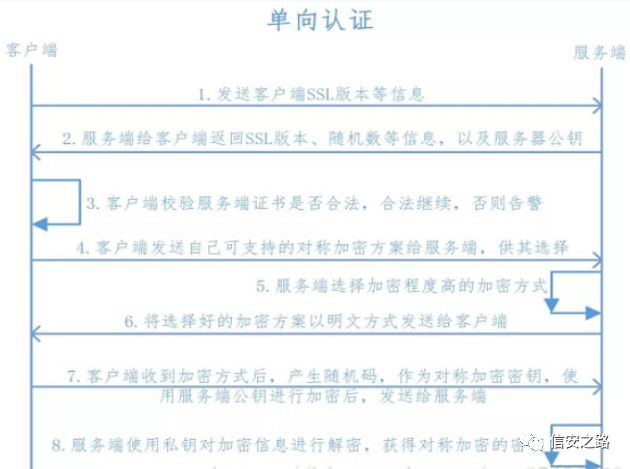 单向认证
客户端
服务端
1. 发送客户端SSL版本等信息
2. 服务端给客户端返回SSL版本、随机数等信息，以及服务器公钥
3. 客户端校验服务端证书是否合法，合法继续，否则告警
4. 客户端发送自己可支持的对称加密方案给服务端，供其选择
5. 服务端选择加密程度高的加密方式
6. 将选择好的加密方案以明文方式发送给客户端
7. 客户端收到加密方式后，产生随机码，作为对称加密密钥，使
用服务端公钥进行加密后，发送给服务端
8. 服务端使用私钥对加密信息进行解密，获得对称加密的密
信安之路